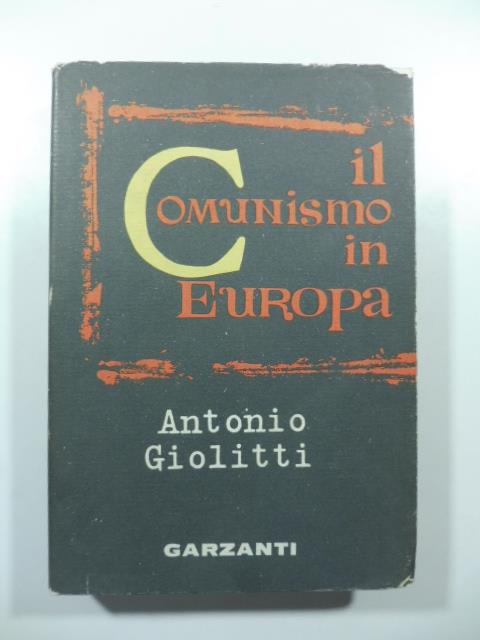 il
Comunismo
in
Europa
Antonio
Giolitti
GARZANTI